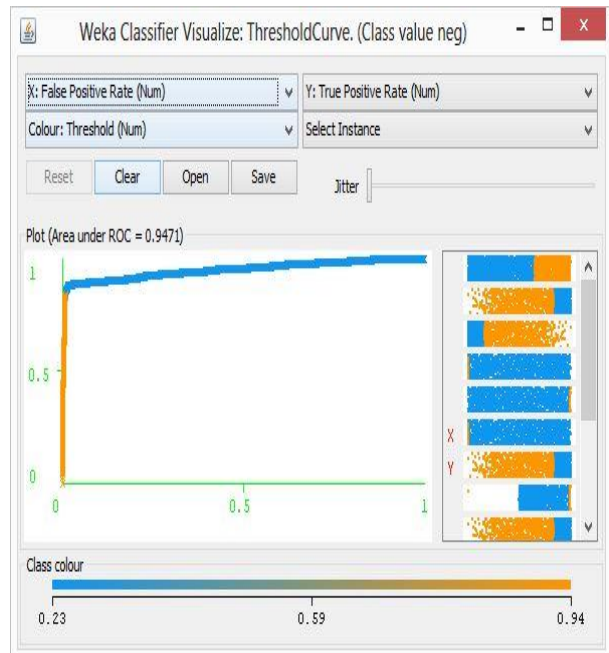 Weka Classifier Visualize: ThresholdCurve. (Class value neg)
X: False Positive Rate (Num)
Y: True Positive Rate (Num)
Colour: Threshold (Num)
Select Instance
Reset
Clear
Open
Save
Jitter
Plot (Area under ROC = 0.9471)
1
0.5
0
0
0.5
1
X
Y
Class colour
0.23
0.59
0.94